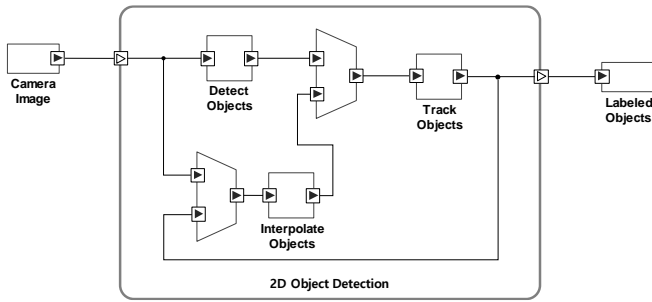 Camera
Image
Detect
Objects
Track
Objects
Labeled
Objects
Interpolate
Objects
2D Object Detection